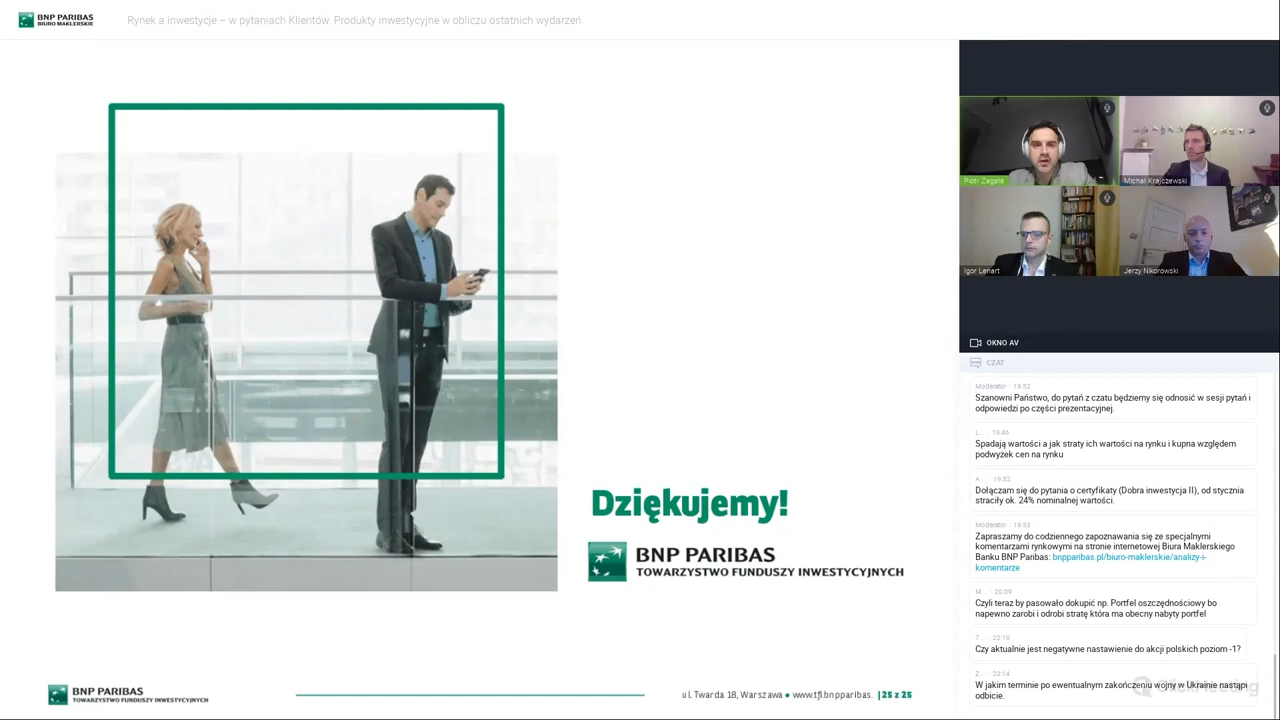 BNP PARIBAS
BIURO MAKLERSKIE
Rynek a inwestycje – w pytaniach Klientów. Produkty inwestycyjne w obliczu ostatnich wydarzeń.
Piotr Zagała
Michał Krajczewski
Igor Lenart
Jerzy Nikorowski
OKNO AV
CZAT
Moderator 19:52
Szanowni Państwo, do pytań z czatu będziemy się odnosić w sesji pytań i
odpowiedzi po części prezentacyjnej.
L... 19:46
Spadają wartości a jak straty ich wartości na rynku i kupna względem
podwyżek cen na rynku
A... 19:52
Dołączam się do pytania o certyfikaty (Dobra inwestycja II), od stycznia
straciły ok. 24% nominalnej wartości.
Moderator 19:53
Zapraszamy do codziennego zapoznawania się ze specjalnymi
komentarzami rynkowymi na stronie internetowej Biura Maklerskiego
Banku BNP Paribas: bnpparibas.pl/biuro-maklerskie/analizy-i-
komentarze
M... 20:09
Czyli teraz by pasowało dokupić np. Portfel oszczędnościowy bo
napewno zarobi i odrobi stratę która ma obecny nabyty portfel
7... 20:10
Czy aktualnie jest negatywne nastawienie do akcji polskich poziom -1?
Z... 20:14
W jakim terminie po ewentualnym zakończeniu wojny w Ukrainie nastąpi
odbicie.
ClickMeeting
Dziękujemy!
BNP PARIBAS
TOWARZYSTWO FUNDUSZY INWESTYCYJNYCH
BNP PARIBAS
TOWARZYSTWO FUNDUSZY INWESTYCYJNYCH
ul. Twarda 18, Warszawa • www.tfi.bnpparibas. | 25 z 25